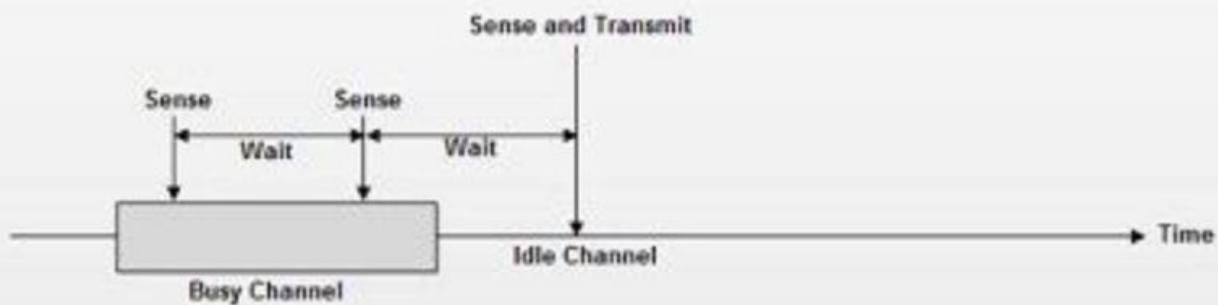 Sense and Transmit
Sense Sense
Wait Wait
Time
Idle Channel
Busy Channel